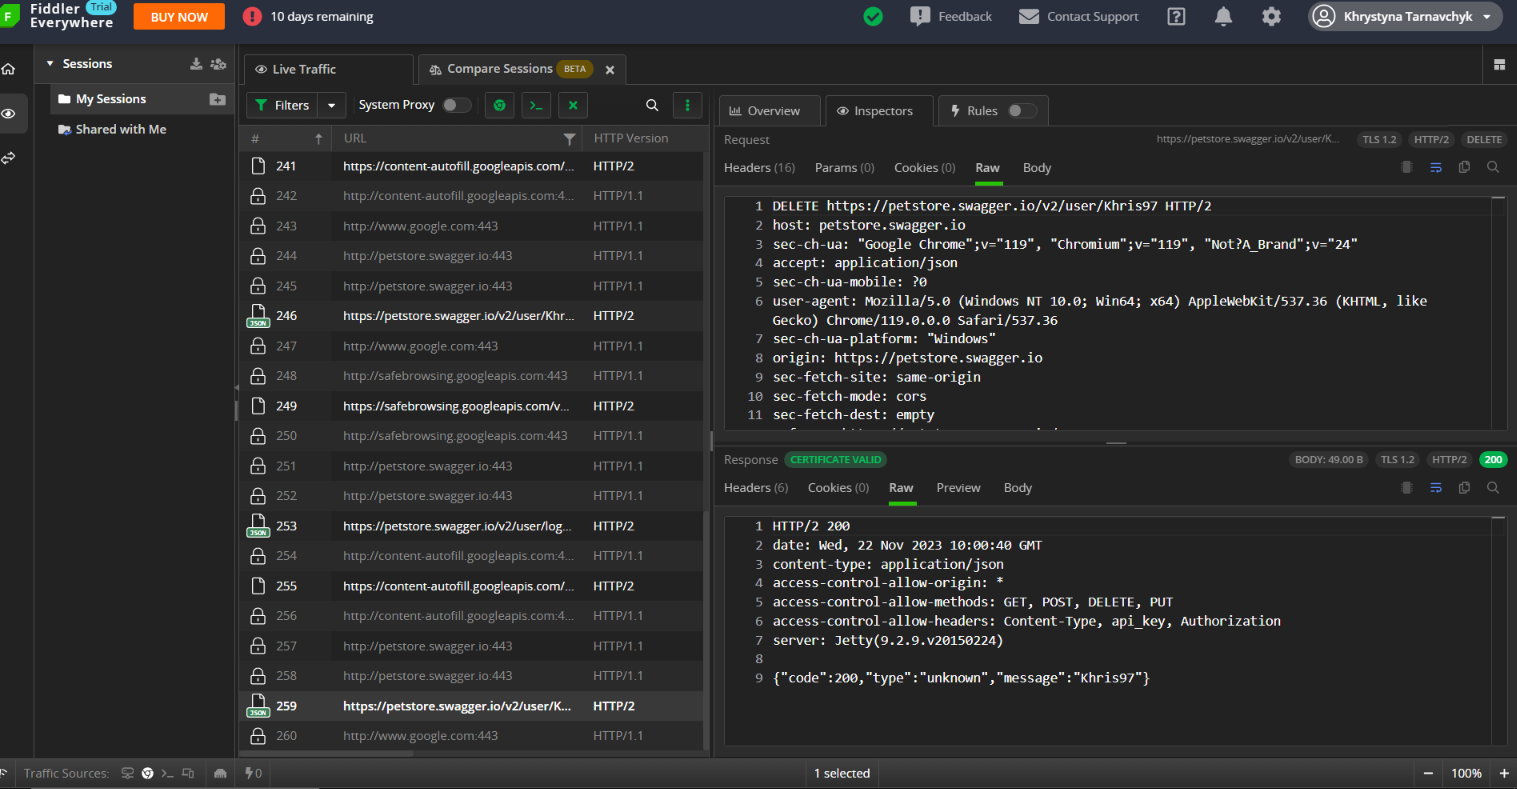 Fiddler Trial
Everywhere
BUY NOW
10 days remaining
Feedback
Contact Support
Khrystyna Tarnavchyk
Sessions
My Sessions
Shared with Me
Live Traffic
Compare Sessions BETA
Filters
System Proxy
# URL HTTP Version
241 https://content-autofill.googleapis.com/... HTTP/2
242 http://content-autofill.googleapis.com:4... HTTP/1.1
243 http://www.google.com:443 HTTP/1.1
244 http://petstore.swagger.io:443 HTTP/1.1
245 http://petstore.swagger.io:443 HTTP/1.1
JSON 246 https://petstore.swagger.io/v2/user/Khr... HTTP/2
247 http://www.google.com:443 HTTP/1.1
248 http://safebrowsing.googleapis.com:443 HTTP/1.1
249 https://safebrowsing.googleapis.com/v... HTTP/2
250 http://safebrowsing.googleapis.com:443 HTTP/1.1
251 http://petstore.swagger.io:443 HTTP/1.1
252 http://petstore.swagger.io:443 HTTP/1.1
JSON 253 https://petstore.swagger.io/v2/user/log... HTTP/2
254 http://content-autofill.googleapis.com:4... HTTP/1.1
255 https://content-autofill.googleapis.com/... HTTP/2
256 http://content-autofill.googleapis.com:4... HTTP/1.1
257 http://petstore.swagger.io:443 HTTP/1.1
258 http://petstore.swagger.io:443 HTTP/1.1
JSON 259 https://petstore.swagger.io/v2/user/K... HTTP/2
260 http://www.google.com:443 HTTP/1.1
Overview
Inspectors
Rules
Request https://petstore.swagger.io/v2/user/K... TLS 1.2 HTTP/2 DELETE
Headers (16) Params (0) Cookies (0) Raw Body
1 DELETE https://petstore.swagger.io/v2/user/Khris97 HTTP/2
2 host: petstore.swagger.io
3 sec-ch-ua: "Google Chrome";v="119", "Chromium";v="119", "Not?A_Brand";v="24"
4 accept: application/json
5 sec-ch-ua-mobile: ?0
6 user-agent: Mozilla/5.0 (Windows NT 10.0; Win64; x64) AppleWebKit/537.36 (KHTML, like
Gecko) Chrome/119.0.0.0 Safari/537.36
7 sec-ch-ua-platform: "Windows"
8 origin: https://petstore.swagger.io
9 sec-fetch-site: same-origin
10 sec-fetch-mode: cors
11 sec-fetch-dest: empty
Response CERTIFICATE VALID BODY: 49.00 B TLS 1.2 HTTP/2 200
Headers (6) Cookies (0) Raw Preview Body
1 HTTP/2 200
2 date: Wed, 22 Nov 2023 10:00:40 GMT
3 content-type: application/json
4 access-control-allow-origin: *
5 access-control-allow-methods: GET, POST, DELETE, PUT
6 access-control-allow-headers: Content-Type, api_key, Authorization
7 server: Jetty(9.2.9.v20150224)
8
9 {"code":200,"type":"unknown","message":"Khris97"}
Traffic Sources: 0 1 selected 100%